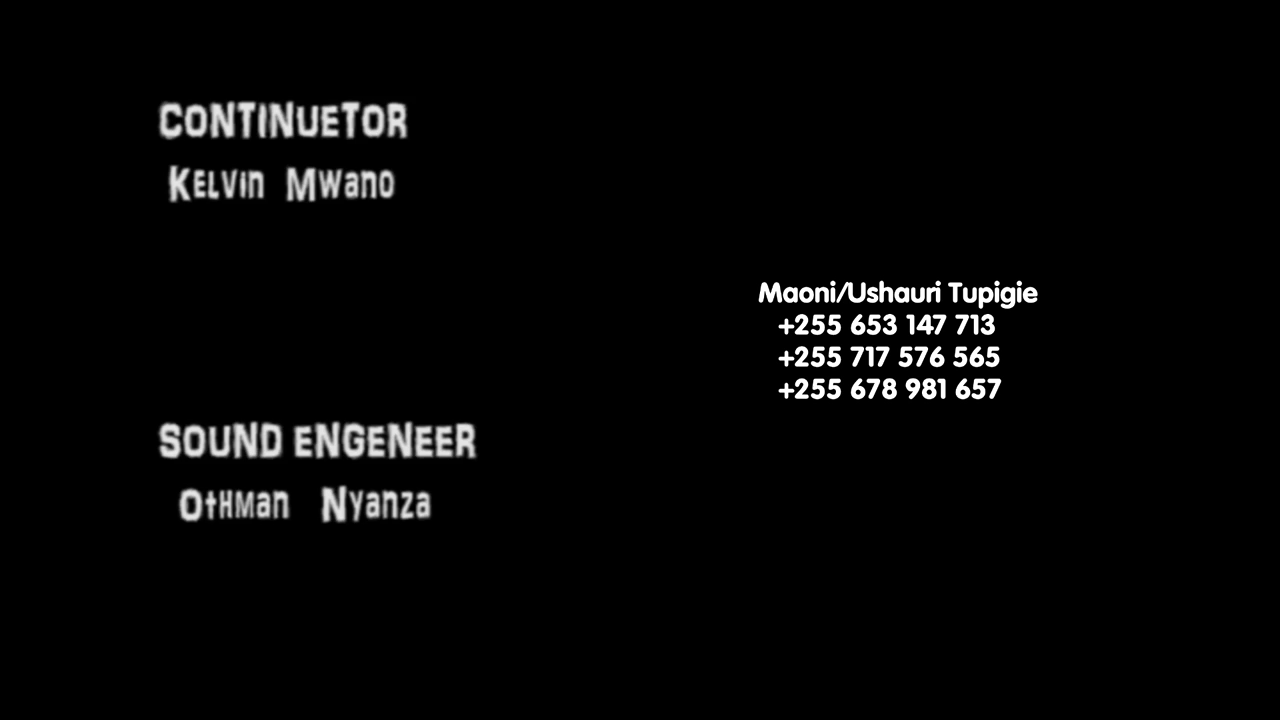 CONTINUETOR
Kelvin Mwano
SOUND ENGENEER
Othman Nyanza
Maoni/Ushauri Tupigie
+255 653 147 713
+255 717 576 565
+255 678 981 657